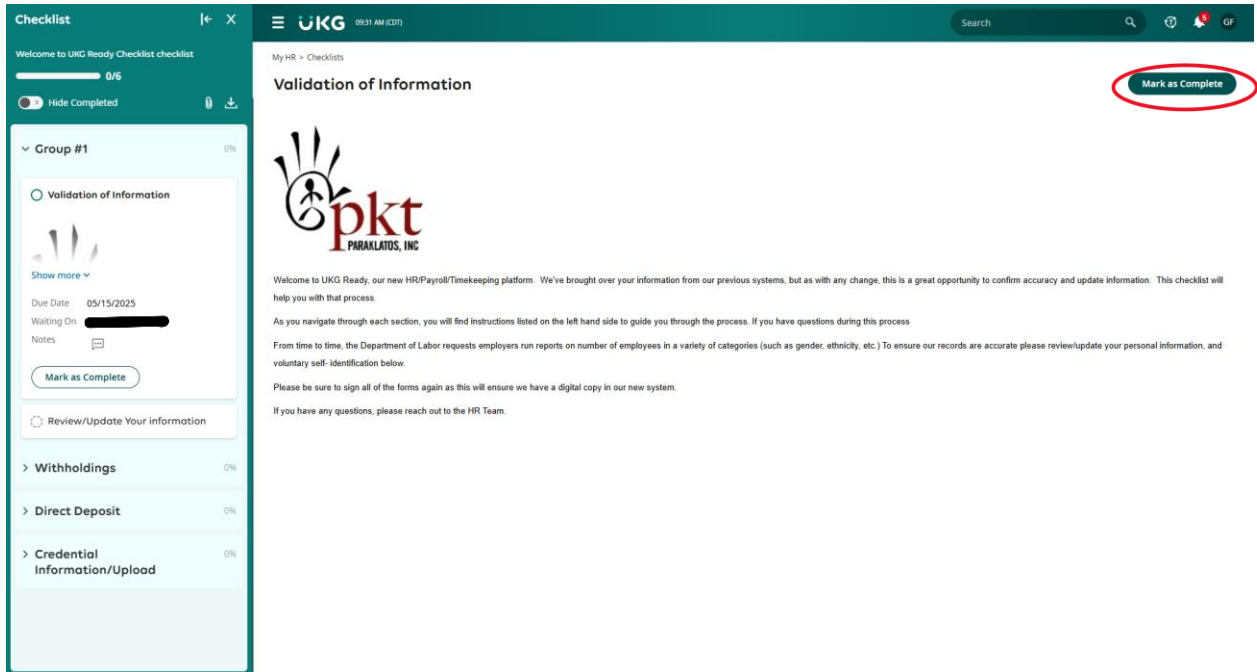 Checklist
Welcome to UKG Ready Checklist checklist
0/6
Hide Completed
Group #1 0%
Validation of Information
Show more
Due Date 05/15/2025
Waiting On
Notes
Mark as Complete
Review/Update Your information
Withholdings 0%
Direct Deposit 0%
Credential 0%
Information/Upload
UKG 09:31 AM (CDT)
Search
5
GF
My HR > Checklists
Validation of Information
Mark as Complete
pkt
PARAKLATOS, INC
Welcome to UKG Ready, our new HR/Payroll/Timekeeping platform. We've brought over your information from our previous systems, but as with any change, this is a great opportunity to confirm accuracy and update information. This checklist will
help you with that process.
As you navigate through each section, you will find instructions listed on the left hand side to guide you through the process. If you have questions during this process
From time to time, the Department of Labor requests employers run reports on number of employees in a variety of categories (such as gender, ethnicity, etc.) To ensure our records are accurate please review/update your personal information, and
voluntary self- identification below.
Please be sure to sign all of the forms again as this will ensure we have a digital copy in our new system.
If you have any questions, please reach out to the HR Team.